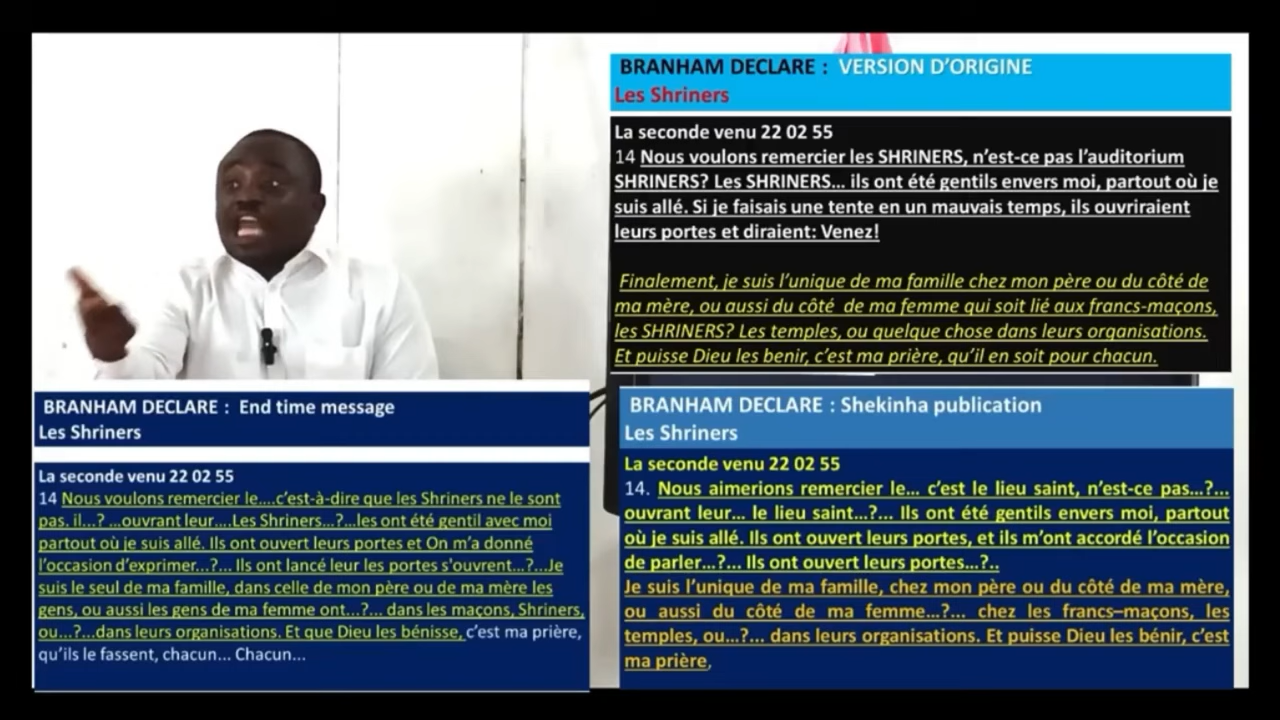 BRANHAM DECLARE : VERSION D'ORIGINE
Les Shriners
La seconde venu 22 02 55
14 Nous voulons remercier les SHRINERS, n'est-ce pas l'auditorium
SHRINERS? Les SHRINERS... ils ont été gentils envers moi, partout où je
suis allé. Si je faisais une tente en un mauvais temps, ils ouvriraient
leurs portes et diraient: Venez!
Finalement, je suis l'unique de ma famille chez mon père ou du côté de
ma mère, ou aussi du côté de ma femme qui soit lié aux francs-maçons,
les SHRINERS? Les temples, ou quelque chose dans leurs organisations.
Et puisse Dieu les benir, c'est ma prière, qu'il en soit pour chacun.
BRANHAM DECLARE : End time message
Les Shriners
La seconde venu 22 02 55
14 Nous voulons remercier le....c'est-à-dire que les Shriners ne le sont
pas. il...? ...ouvrant leur....Les Shriners...?...les ont été gentil avec moi
partout où je suis allé. Ils ont ouvert leurs portes et On m'a donné
l'occasion d'exprimer...?... Ils ont lancé leur les portes s'ouvrent...?...Je
suis le seul de ma famille, dans celle de mon père ou de ma mère les
gens, ou aussi les gens de ma femme ont...?... dans les maçons, Shriners,
ou...?...dans leurs organisations. Et que Dieu les bénisse, c'est ma prière,
qu'ils le fassent, chacun... Chacun...
BRANHAM DECLARE : Shekinha publication
Les Shriners
La seconde venu 22 02 55
14. Nous aimerions remercier le... c'est le lieu saint, n'est-ce pas...?...
ouvrant leur... le lieu saint...?... Ils ont été gentils envers moi, partout
où je suis allé. Ils ont ouvert leurs portes, et ils m'ont accordé l'occasion
de parler...?... Ils ont ouvert leurs portes...?..
Je suis l'unique de ma famille, chez mon père ou du côté de ma mère,
ou aussi du côté de ma femme...?... chez les francs–maçons, les
temples, ou...?... dans leurs organisations. Et puisse Dieu les bénir, c'est
ma prière,